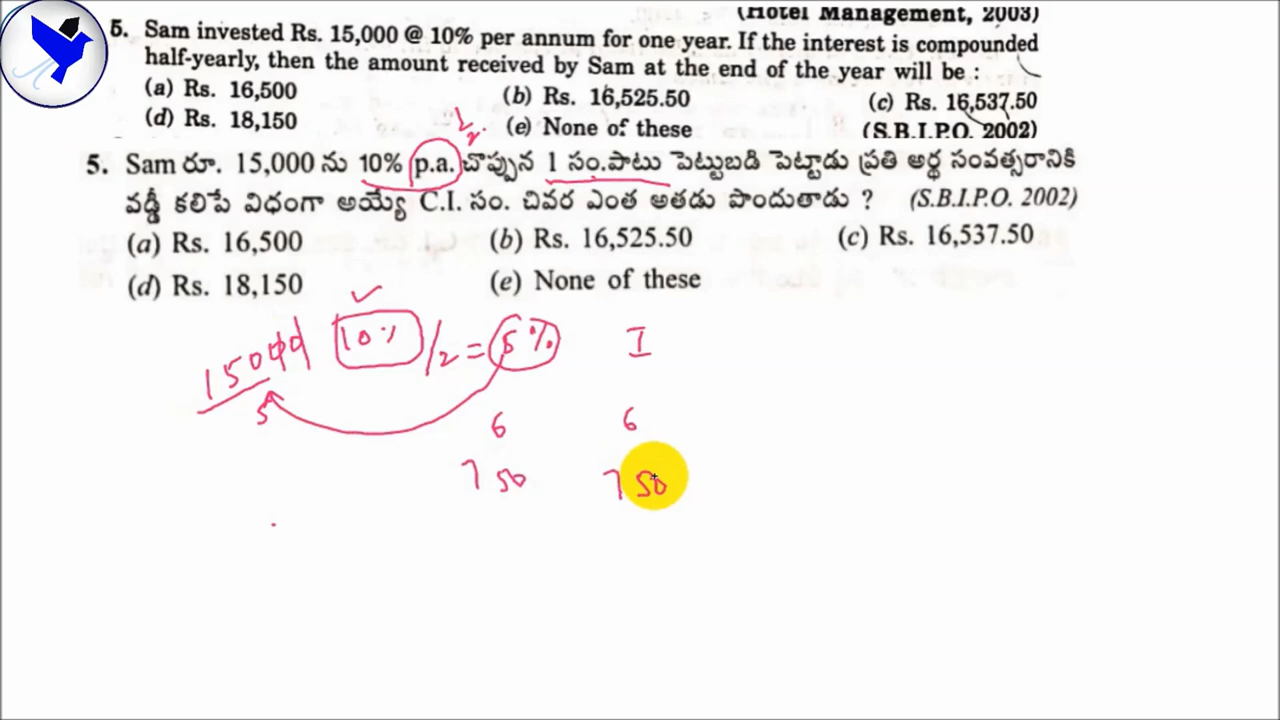 (Hotel Management, 2003)
5. Sam invested Rs. 15,000 @ 10% per annum for one year. If the interest is compounded
half-yearly, then the amount received by Sam at the end of the year will be :
(a) Rs. 16,500 (b) Rs. 16,525.50 (c) Rs. 16,537.50
(d) Rs. 18,150 (e) None of these (S.B.I.P.O. 2002)
1/2
5. Sam రూ. 15,000 ను 10% p.a. చొప్పున 1 సం.పాటు పెట్టుబడి పెట్టాడు ప్రతి అర్థ సంవత్సరానికి
వడ్డీ కలిపే విధంగా అయ్యే C.I. సం. చివర ఎంత అతడు పొందుతాడు ? (S.B.I.P.O. 2002)
(a) Rs. 16,500 (b) Rs. 16,525.50 (c) Rs. 16,537.50
(d) Rs. 18,150 (e) None of these
15000 10% /2 = 5% I
5 6 6
750 750